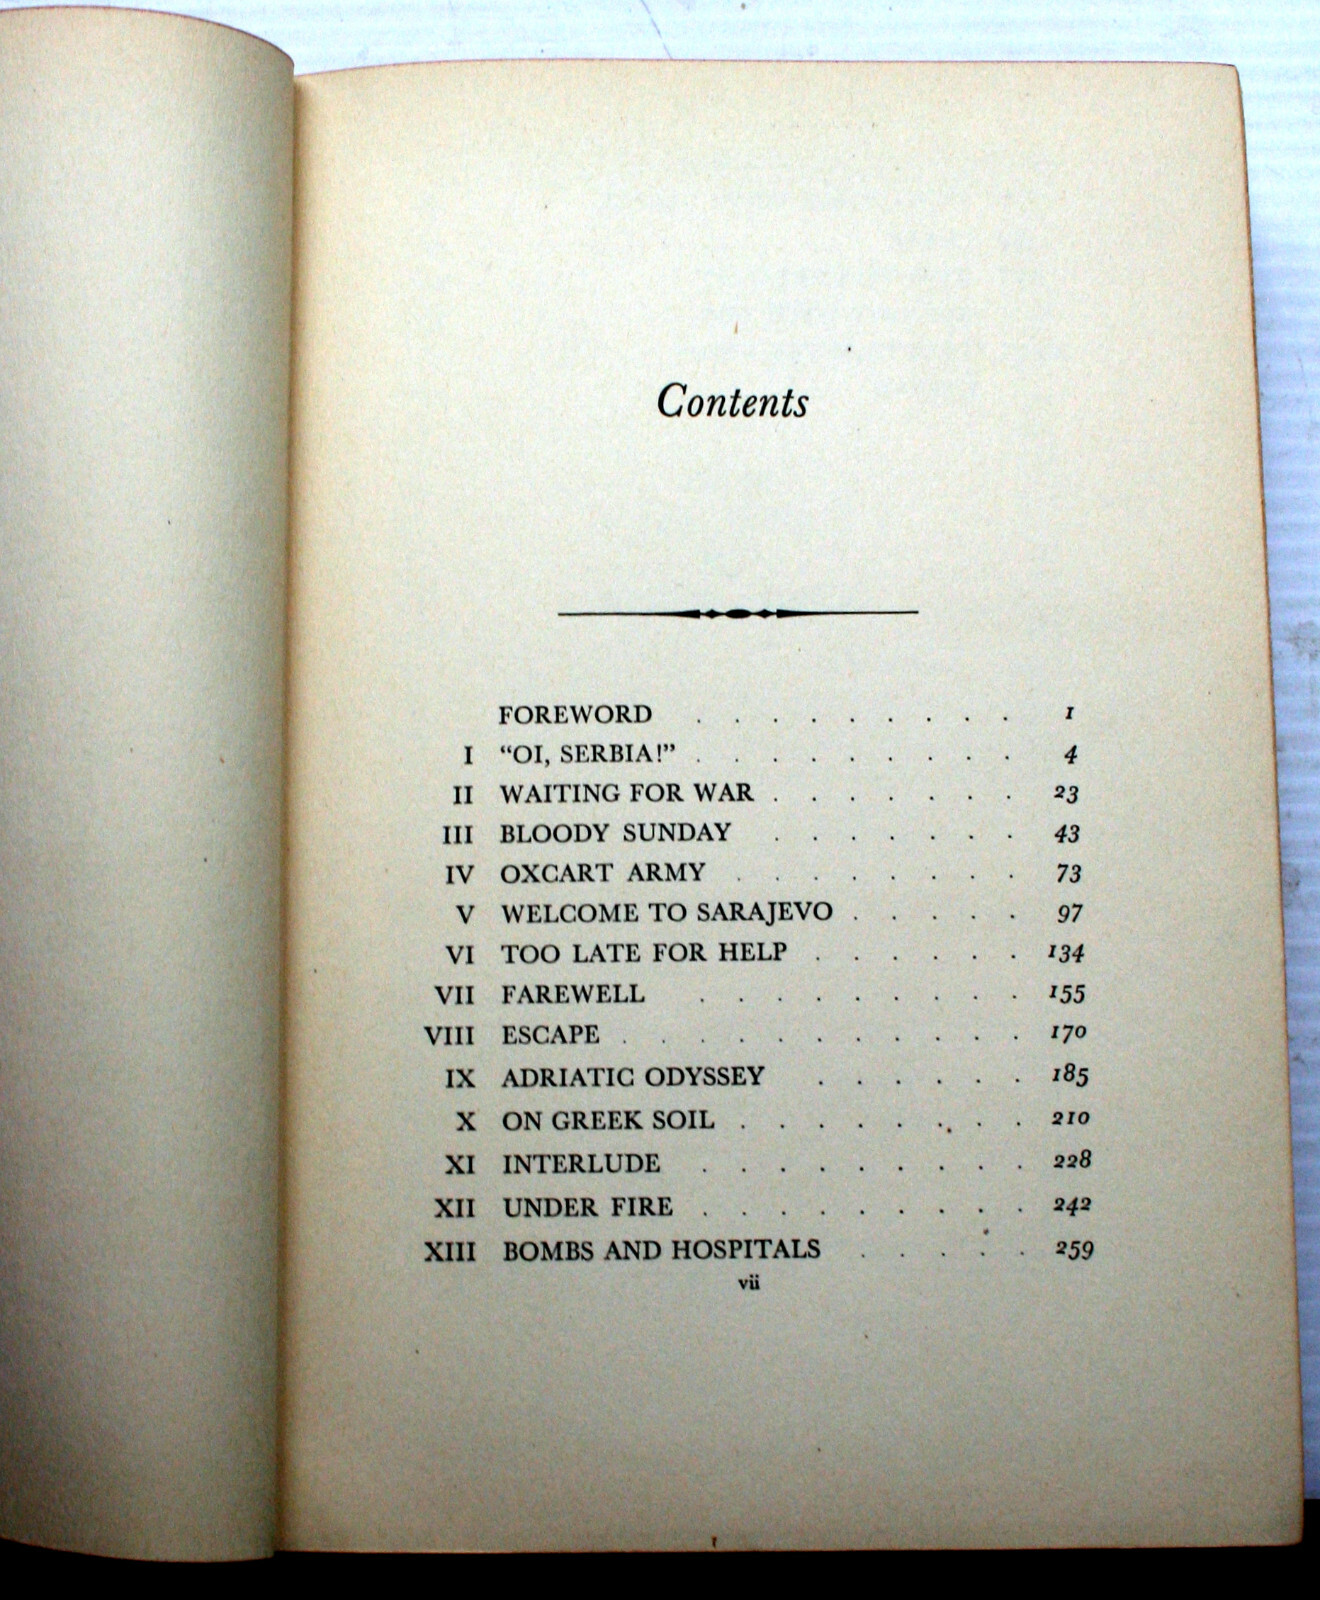 Contents
FOREWORD . . . . . . . . . 1
I "OI, SERBIA!" . . . . . . . . . 4
II WAITING FOR WAR . . . . . . . 23
III BLOODY SUNDAY . . . . . . . 43
IV OXCART ARMY . . . . . . . . 73
V WELCOME TO SARAJEVO . . . . . 97
VI TOO LATE FOR HELP . . . . . . 134
VII FAREWELL . . . . . . . . . 155
VIII ESCAPE . . . . . . . . . . . 170
IX ADRIATIC ODYSSEY . . . . . . 185
X ON GREEK SOIL . . . . . . . . 210
XI INTERLUDE . . . . . . . . . 228
XII UNDER FIRE . . . . . . . . . 242
XIII BOMBS AND HOSPITALS . . . . . 259
vii